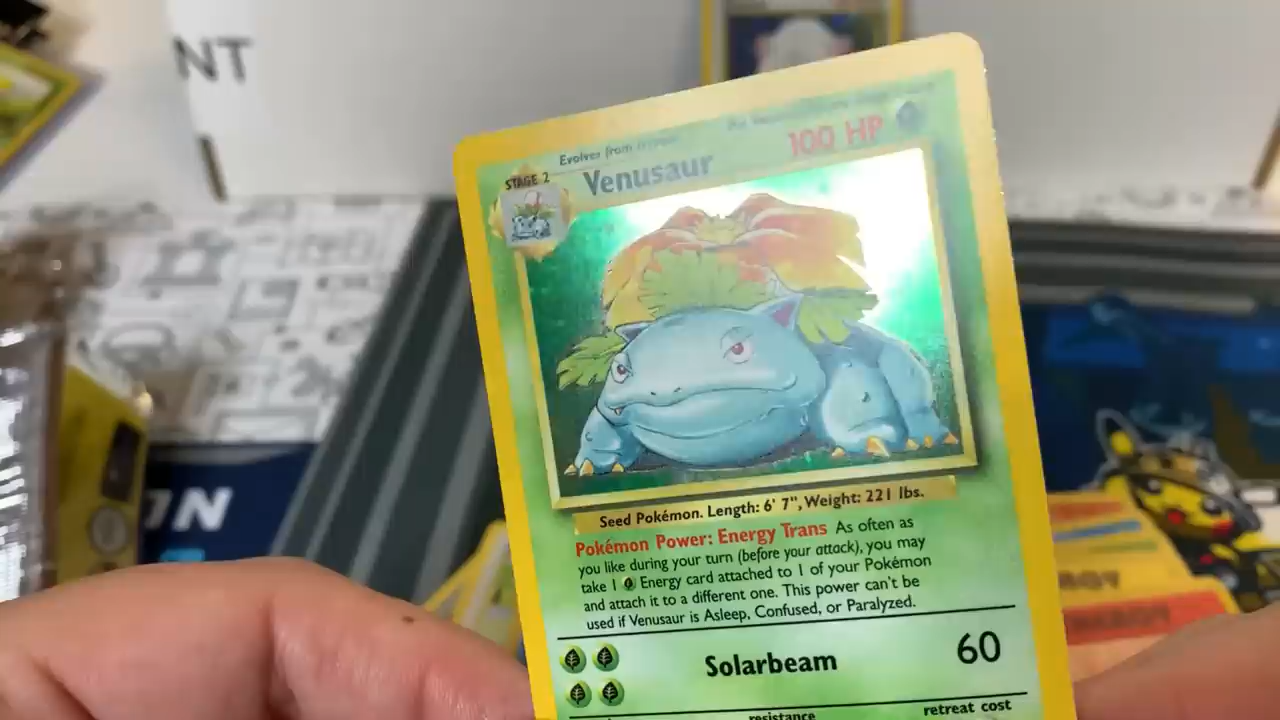 NT
Evolves from
100 HP
STAGE 2
Venusaur
Seed Pokémon. Length: 6' 7", Weight: 221 lbs.
Pokémon Power: Energy Trans As often as
you like during your turn (before your attack), you may
take 1 Energy card attached to 1 of your Pokémon
and attach it to a different one. This power can't be
used if Venusaur is Asleep, Confused, or Paralyzed.
Solarbeam 60
resistance
retreat cost
ON